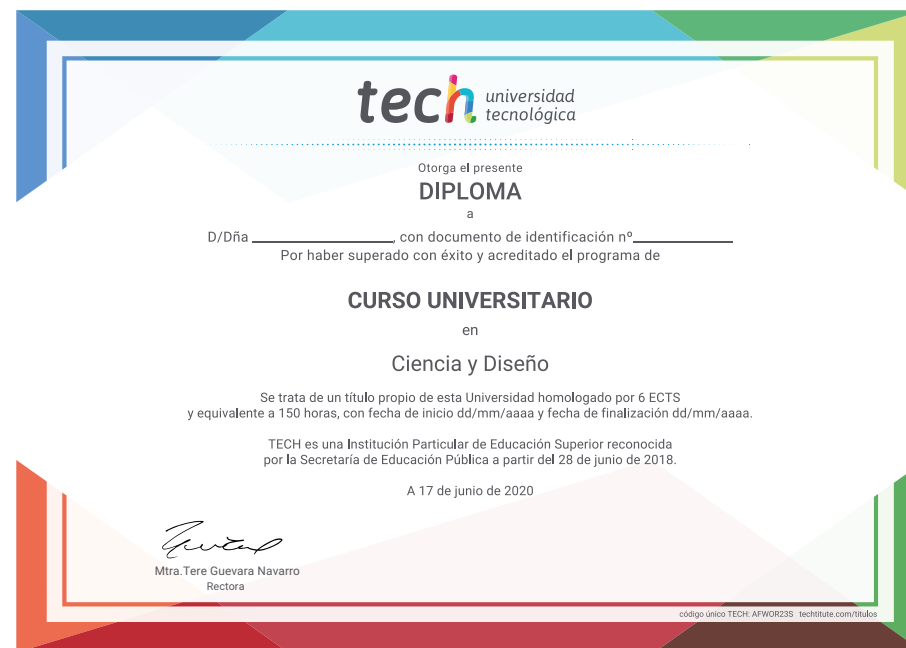 tech universidad
tecnológica
Otorga el presente
DIPLOMA
a
D/Dña ____________________, con documento de identificación nº______________
Por haber superado con éxito y acreditado el programa de
CURSO UNIVERSITARIO
en
Ciencia y Diseño
Se trata de un título propio de esta Universidad homologado por 6 ECTS
y equivalente a 150 horas, con fecha de inicio dd/mm/aaaa y fecha de finalización dd/mm/aaaa.
TECH es una Institución Particular de Educación Superior reconocida
por la Secretaría de Educación Pública a partir del 28 de junio de 2018.
A 17 de junio de 2020
Mtra.Tere Guevara Navarro
Rectora
código único TECH: AFWOR23S techtitute.com/titulos